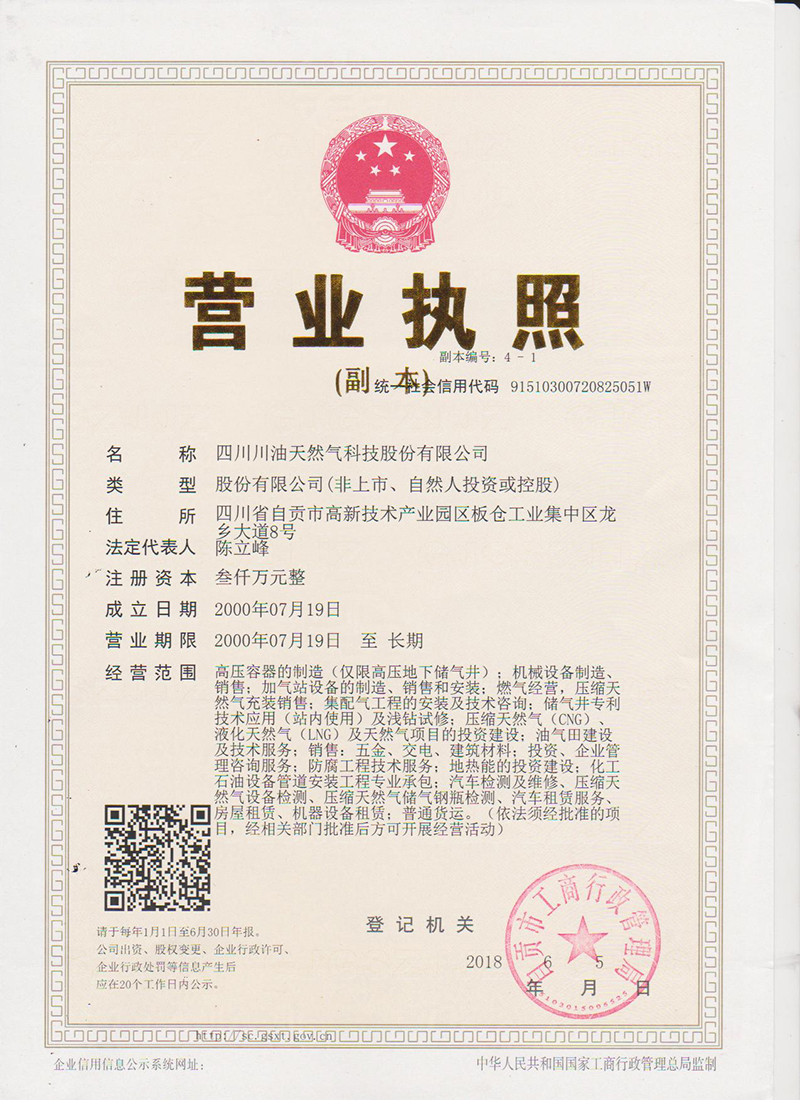 营业执照
副本编号：4－1
(副 本)
统一社会信用代码 91510300720825051W
名 称 四川川油天然气科技股份有限公司
类 型 股份有限公司(非上市、自然人投资或控股)
住 所 四川省自贡市高新技术产业园区板仓工业集中区龙
乡大道8号
法定代表人 陈立峰
注册资本 叁仟万元整
成立日期 2000年07月19日
营业期限 2000年07月19日 至 长期
经营范围 高压容器的制造（仅限高压地下储气井）；机械设备制造、
销售；加气站设备的制造、销售和安装；燃气经营，压缩天
然气充装销售；集配气工程的安装及技术咨询；储气井专利
技术应用（站内使用）及浅钻试修；压缩天然气（CNG）、
液化天然气（LNG）及天然气项目的投资建设；油气田建设
及技术服务；销售：五金、交电、建筑材料；投资、企业管
理咨询服务；防腐工程技术服务；地热能的投资建设；化工
石油设备管道安装工程专业承包；汽车检测及维修、压缩天
然气设备检测、压缩天然气储气钢瓶检测、汽车租赁服务、
房屋租赁、机器设备租赁；普通货运。（依法须经批准的项
目，经相关部门批准后方可开展经营活动）
请于每年1月1日至6月30日年报。
公司出资、股权变更、企业行政许可、
企业行政处罚等信息产生后
应在20个工作日内公示。
登记机关
自贡市工商行政管理局
2018 6 5
年 月 日
http://sc.gsxt.gov.cn
企业信用信息公示系统网址：
中华人民共和国国家工商行政管理总局监制